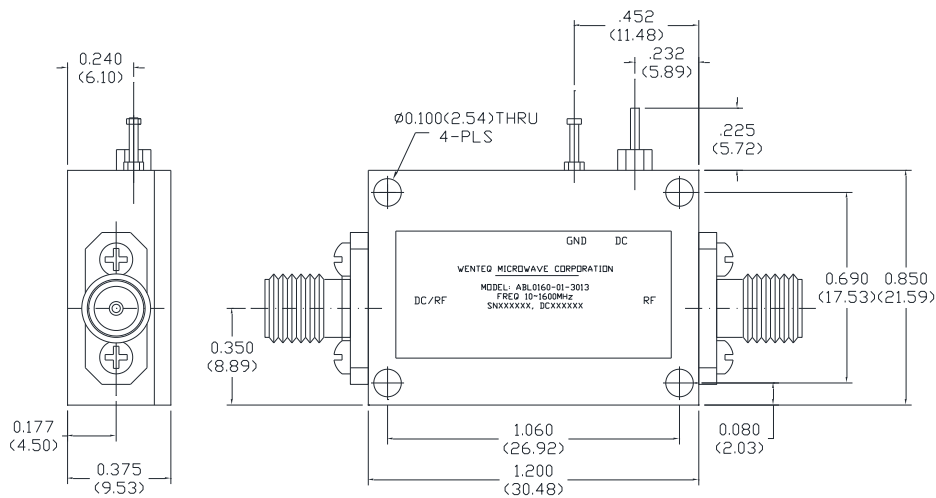 .452
(11.48)
0.240
(6.10)
.232
(5.89)
Ø0.100(2.54)THRU
4-PLS
.225
(5.72)
GND DC
WENTEQ MICROWAVE CORPORATION
MODEL: ABL0160-01-3013
FREQ 10~1600MHz
SNXXXXXX, DCXXXXXX
DC/RF
RF
0.690
(17.53)
0.850
(21.59)
0.350
(8.89)
0.177
(4.50)
1.060
(26.92)
0.080
(2.03)
0.375
(9.53)
1.200
(30.48)